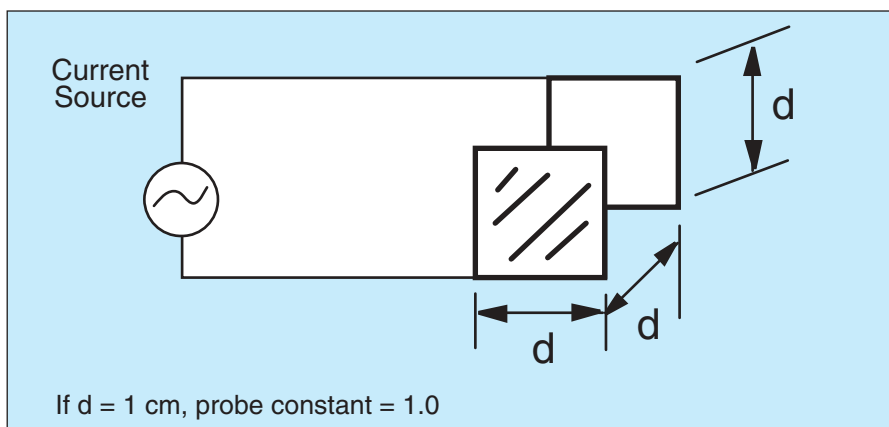 Current
Source
d
d
d
If d = 1 cm, probe constant = 1.0